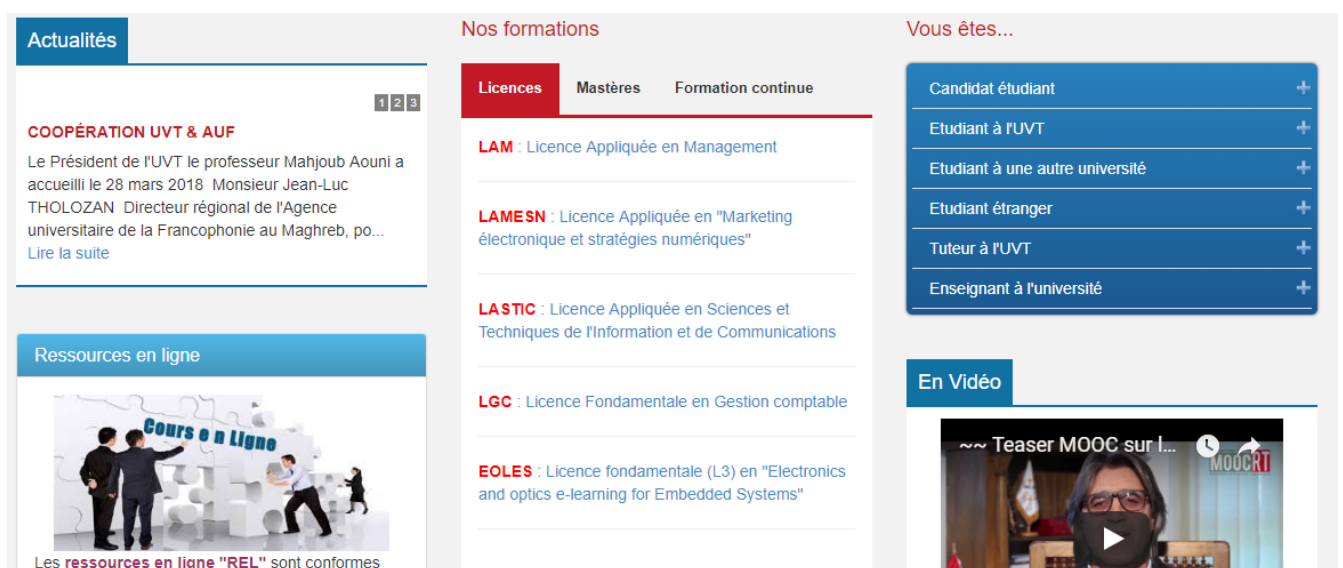 Actualités
1 2 3
COOPÉRATION UVT & AUF
Le Président de l'UVT le professeur Mahjoub Aouni a
accueilli le 28 mars 2018 Monsieur Jean-Luc
THOLOZAN Directeur régional de l'Agence
universitaire de la Francophonie au Maghreb, po...
Lire la suite
Ressources en ligne
Cours en Ligne
Les ressources en ligne "REL" sont conformes
Nos formations
Licences Mastères Formation continue
LAM : Licence Appliquée en Management
LAMESN : Licence Appliquée en "Marketing
électronique et stratégies numériques"
LASTIC : Licence Appliquée en Sciences et
Techniques de l'Information et de Communications
LGC : Licence Fondamentale en Gestion comptable
EOLES : Licence fondamentale (L3) en "Electronics
and optics e-learning for Embedded Systems"
Vous êtes...
Candidat étudiant
Etudiant à l'UVT
Etudiant à une autre université
Etudiant étranger
Tuteur à l'UVT
Enseignant à l'université
En Vidéo
~~ Teaser MOOC sur l...
MOOCRT